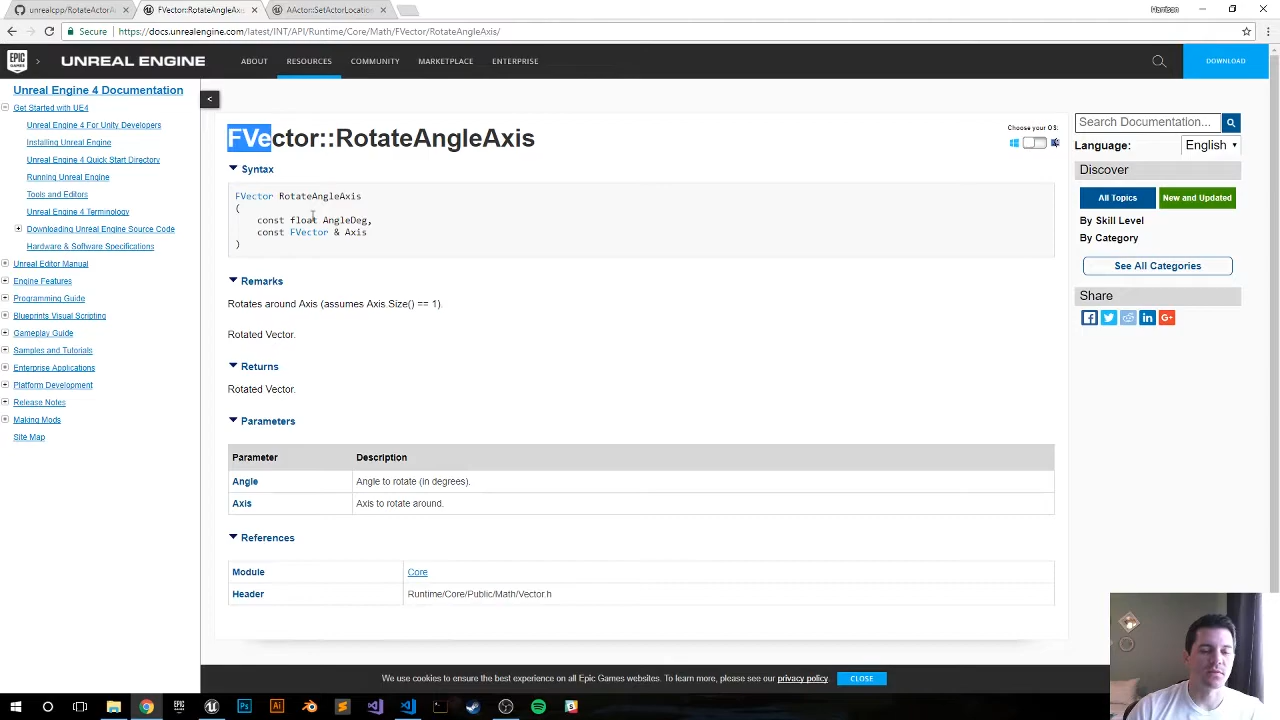 unrealcpp/RotateActorA
FVector::RotateAngleAxis
AActor::SetActorLocation
Harrison
Secure
https://docs.unrealengine.com/latest/INT/API/Runtime/Core/Math/FVector/RotateAngleAxis/
EPIC GAMES
UNREAL ENGINE
ABOUT
RESOURCES
COMMUNITY
MARKETPLACE
ENTERPRISE
DOWNLOAD
Unreal Engine 4 Documentation
Get Started with UE4
Unreal Engine 4 For Unity Developers
Installing Unreal Engine
Unreal Engine 4 Quick Start Directory
Running Unreal Engine
Tools and Editors
Unreal Engine 4 Terminology
Downloading Unreal Engine Source Code
Hardware & Software Specifications
Unreal Editor Manual
Engine Features
Programming Guide
Blueprints Visual Scripting
Gameplay Guide
Samples and Tutorials
Enterprise Applications
Platform Development
Release Notes
Making Mods
Site Map
<
FVector::RotateAngleAxis
Choose your OS:
Syntax
FVector RotateAngleAxis
(
const float AngleDeg,
const FVector & Axis
)
Remarks
Rotates around Axis (assumes Axis.Size() == 1).
Rotated Vector.
Returns
Rotated Vector.
Parameters
Parameter Description
Angle Angle to rotate (in degrees).
Axis Axis to rotate around.
References
Module Core
Header Runtime/Core/Public/Math/Vector.h
Search Documentation...
Language: English
Discover
All Topics
New and Updated
By Skill Level
By Category
See All Categories
Share
We use cookies to ensure the best experience on all Epic Games websites. To learn more, please see our privacy policy
CLOSE